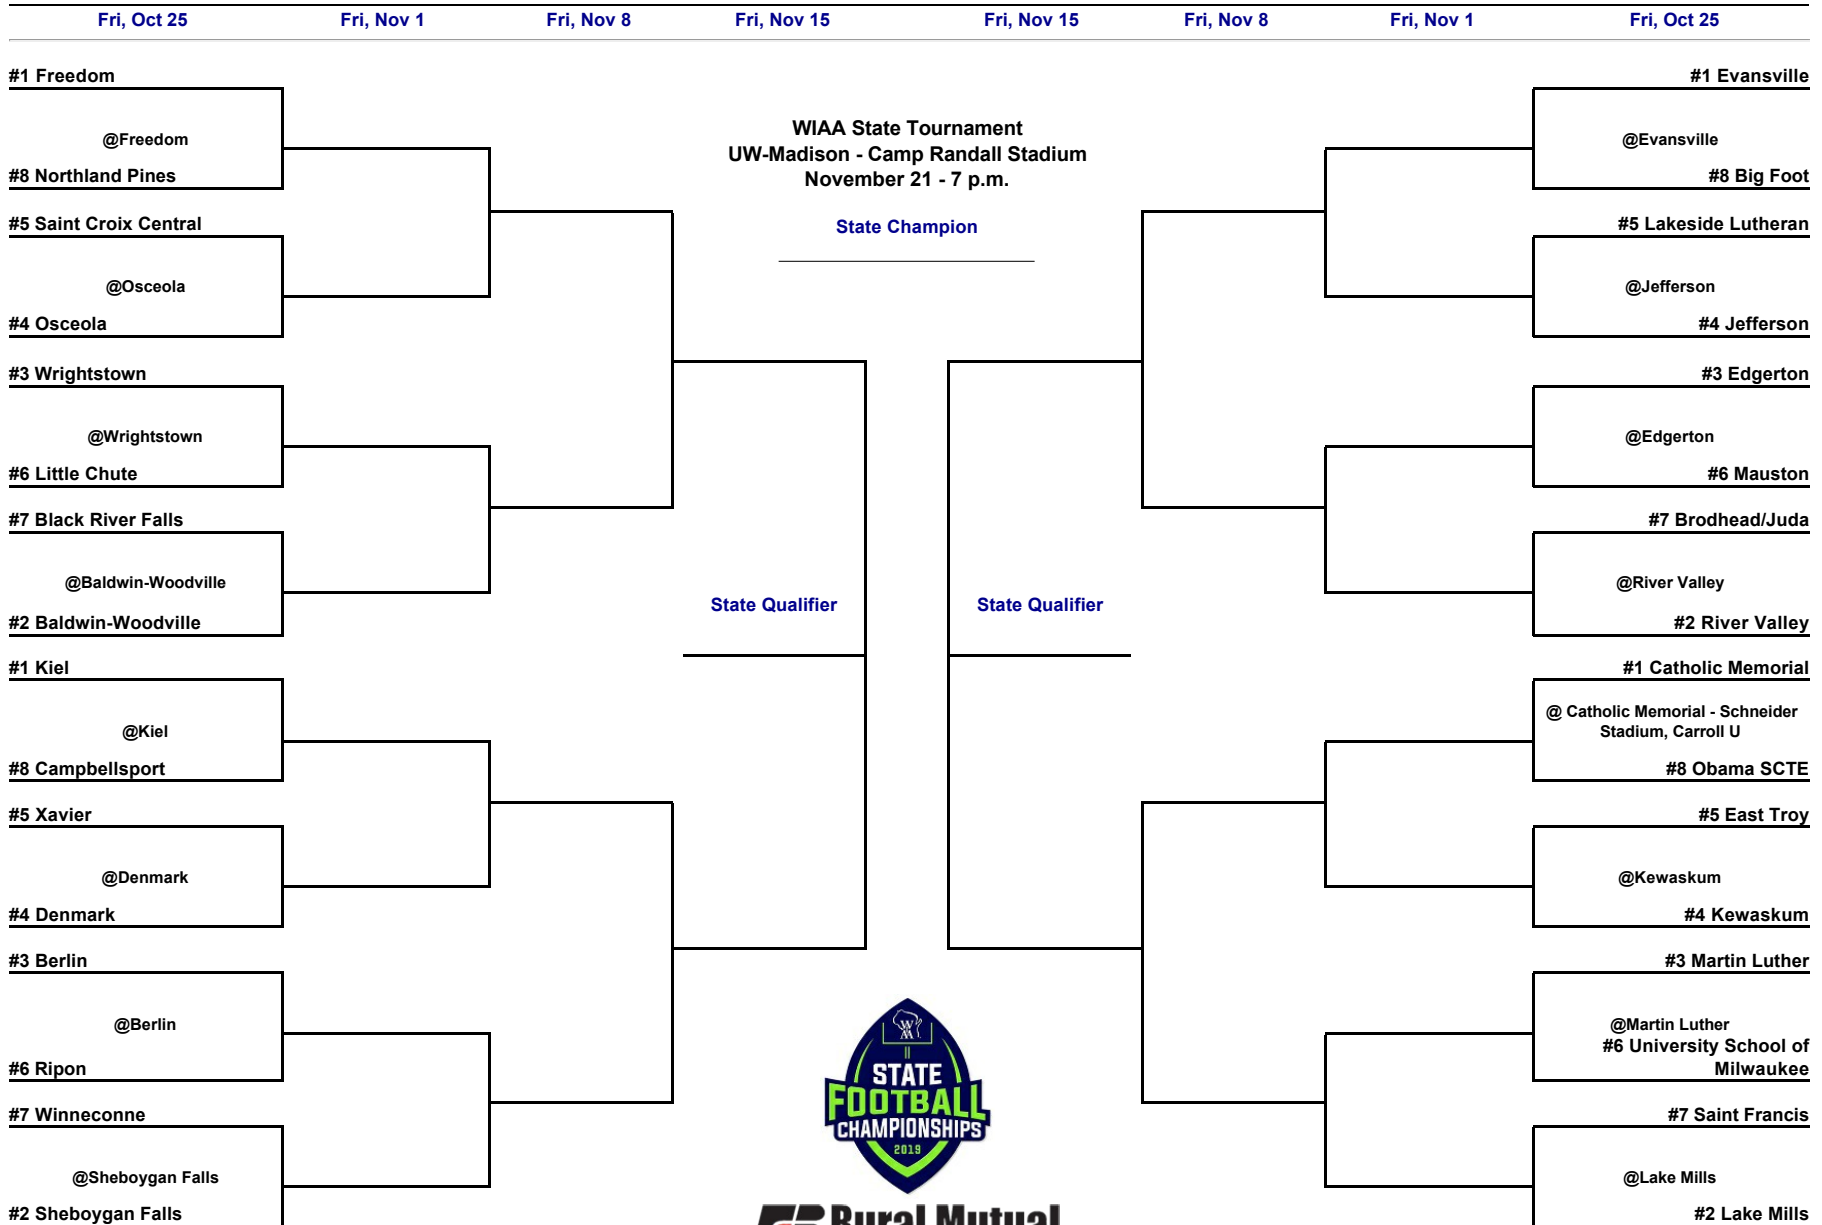 Fri, Oct 25 Fri, Nov 1 Fri, Nov 8 Fri, Nov 15 Fri, Nov 15 Fri, Nov 8 Fri, Nov 1 Fri, Oct 25
#1 Freedom
@Freedom
#8 Northland Pines
#5 Saint Croix Central
@Osceola
#4 Osceola
#3 Wrightstown
@Wrightstown
#6 Little Chute
#7 Black River Falls
@Baldwin-Woodville
#2 Baldwin-Woodville
#1 Kiel
@Kiel
#8 Campbellsport
#5 Xavier
@Denmark
#4 Denmark
#3 Berlin
@Berlin
#6 Ripon
#7 Winneconne
@Sheboygan Falls
#2 Sheboygan Falls
WIAA State Tournament
UW-Madison - Camp Randall Stadium
November 21 - 7 p.m.
State Champion
State Qualifier
State Qualifier
WIAA
STATE
FOOTBALL
CHAMPIONSHIPS
2019
Rural Mutual
#1 Evansville
@Evansville
#8 Big Foot
#5 Lakeside Lutheran
@Jefferson
#4 Jefferson
#3 Edgerton
@Edgerton
#6 Mauston
#7 Brodhead/Juda
@River Valley
#2 River Valley
#1 Catholic Memorial
@ Catholic Memorial - Schneider
Stadium, Carroll U
#8 Obama SCTE
#5 East Troy
@Kewaskum
#4 Kewaskum
#3 Martin Luther
@Martin Luther
#6 University School of
Milwaukee
#7 Saint Francis
@Lake Mills
#2 Lake Mills